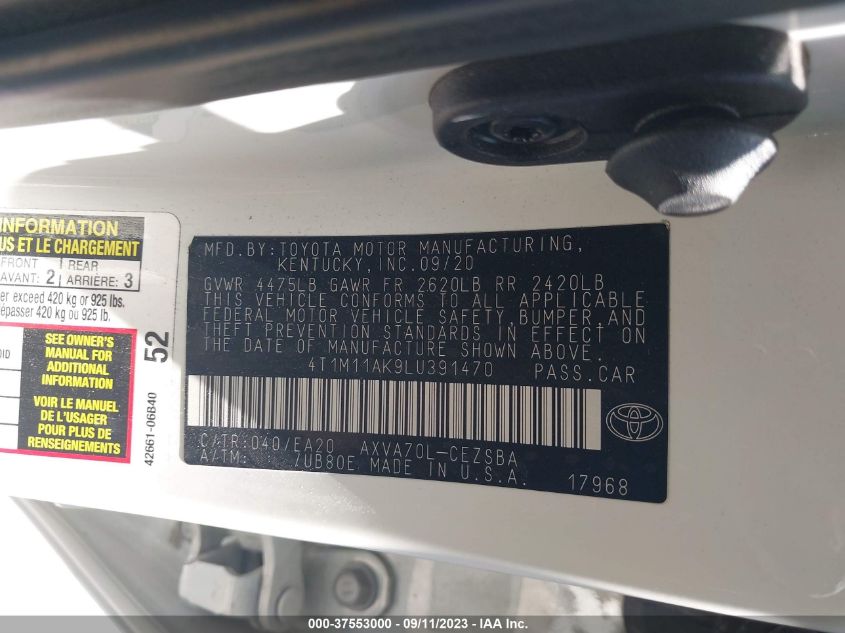 INFORMATION
US ET LE CHARGEMENT
AVANT: 2 REAR ARRIÈRE: 3
er exceed 420 kg or 925 lbs.
épasser 420 kg ou 925 lb.
OID
SEE OWNER'S
MANUAL FOR
ADDITIONAL
INFORMATION
VOIR LE MANUEL
DE L'USAGER
POUR PLUS DE
RENSEIGNEMENTS
52
42661-06B40
MFD.BY:TOYOTA MOTOR MANUFACTURING,
KENTUCKY, INC.09/20
GVWR 4475LB GAWR FR 2620LB RR 2420LB
THIS VEHICLE CONFORMS TO ALL APPLICABLE
FEDERAL MOTOR VEHICLE SAFETY, BUMPER, AND
THEFT PREVENTION STANDARDS IN EFFECT ON
THE DATE OF MANUFACTURE SHOWN ABOVE.
4T1M11AK9LU391470 PASS.CAR
C/TR:040/EA20 AXVA70L-CEZSBA
A/TM: /UB80E MADE IN U.S.A.
17968
000-37553000 - 09/11/2023 - IAA Inc.